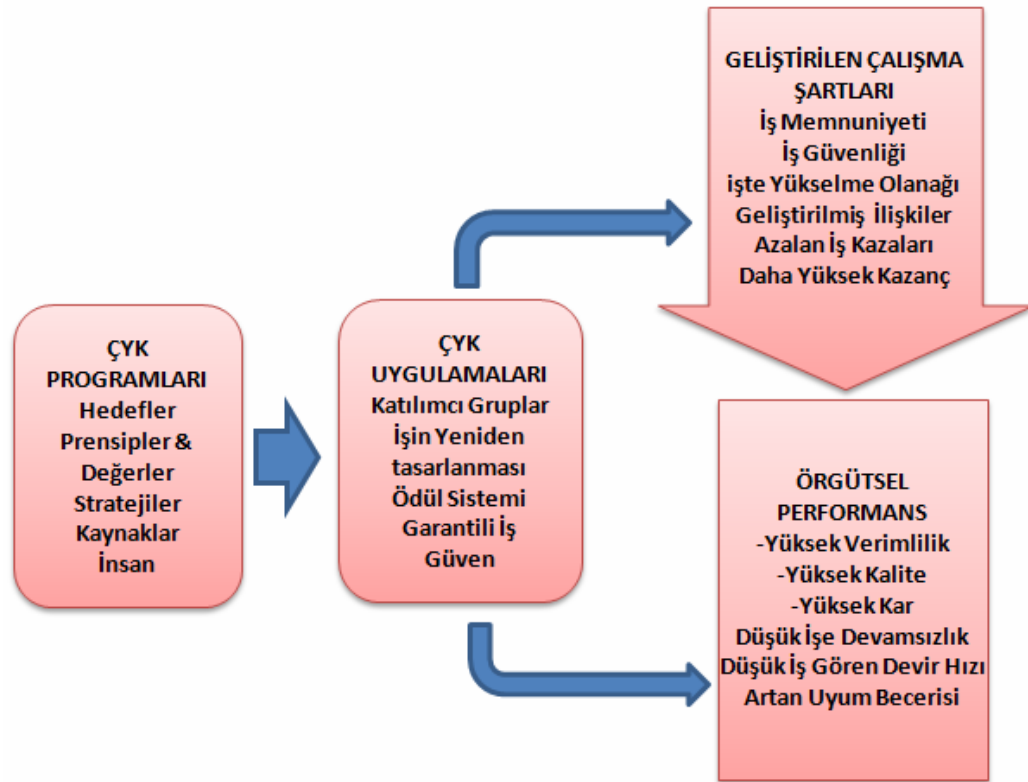 ÇYK
PROGRAMLARI
Hedefler
Prensipler &
Değerler
Stratejiler
Kaynaklar
İnsan
ÇYK
UYGULAMALARI
Katılımcı Gruplar
İşin Yeniden
tasarlanması
Ödül Sistemi
Garantili İş
Güven
GELİŞTİRİLEN ÇALIŞMA
ŞARTLARI
İş Memnuniyeti
İş Güvenliği
işte Yükselme Olanağı
Geliştirilmiş İlişkiler
Azalan İş Kazaları
Daha Yüksek Kazanç
ÖRGÜTSEL
PERFORMANS
-Yüksek Verimlilik
-Yüksek Kalite
-Yüksek Kar
Düşük İşe Devamsızlık
Düşük İş Gören Devir Hızı
Artan Uyum Becerisi